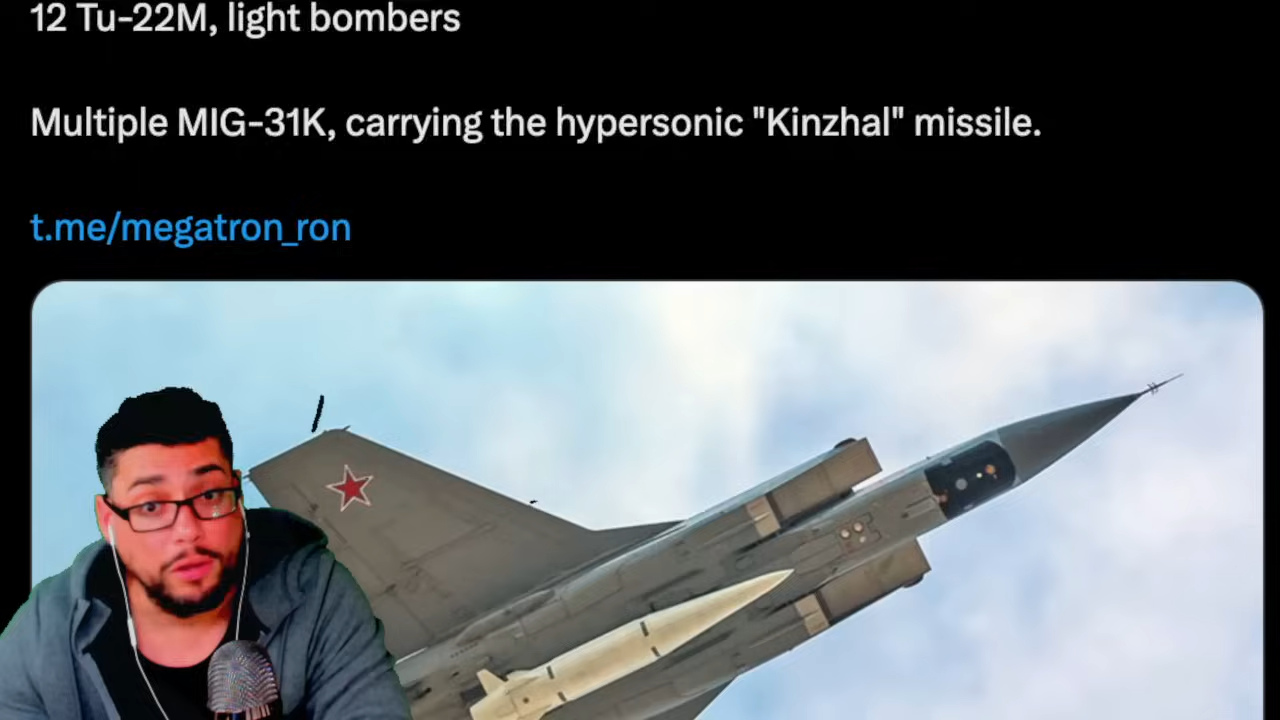 12 Tu-22M, light bombers
Multiple MIG-31K, carrying the hypersonic "Kinzhal" missile.
t.me/megatron_ron